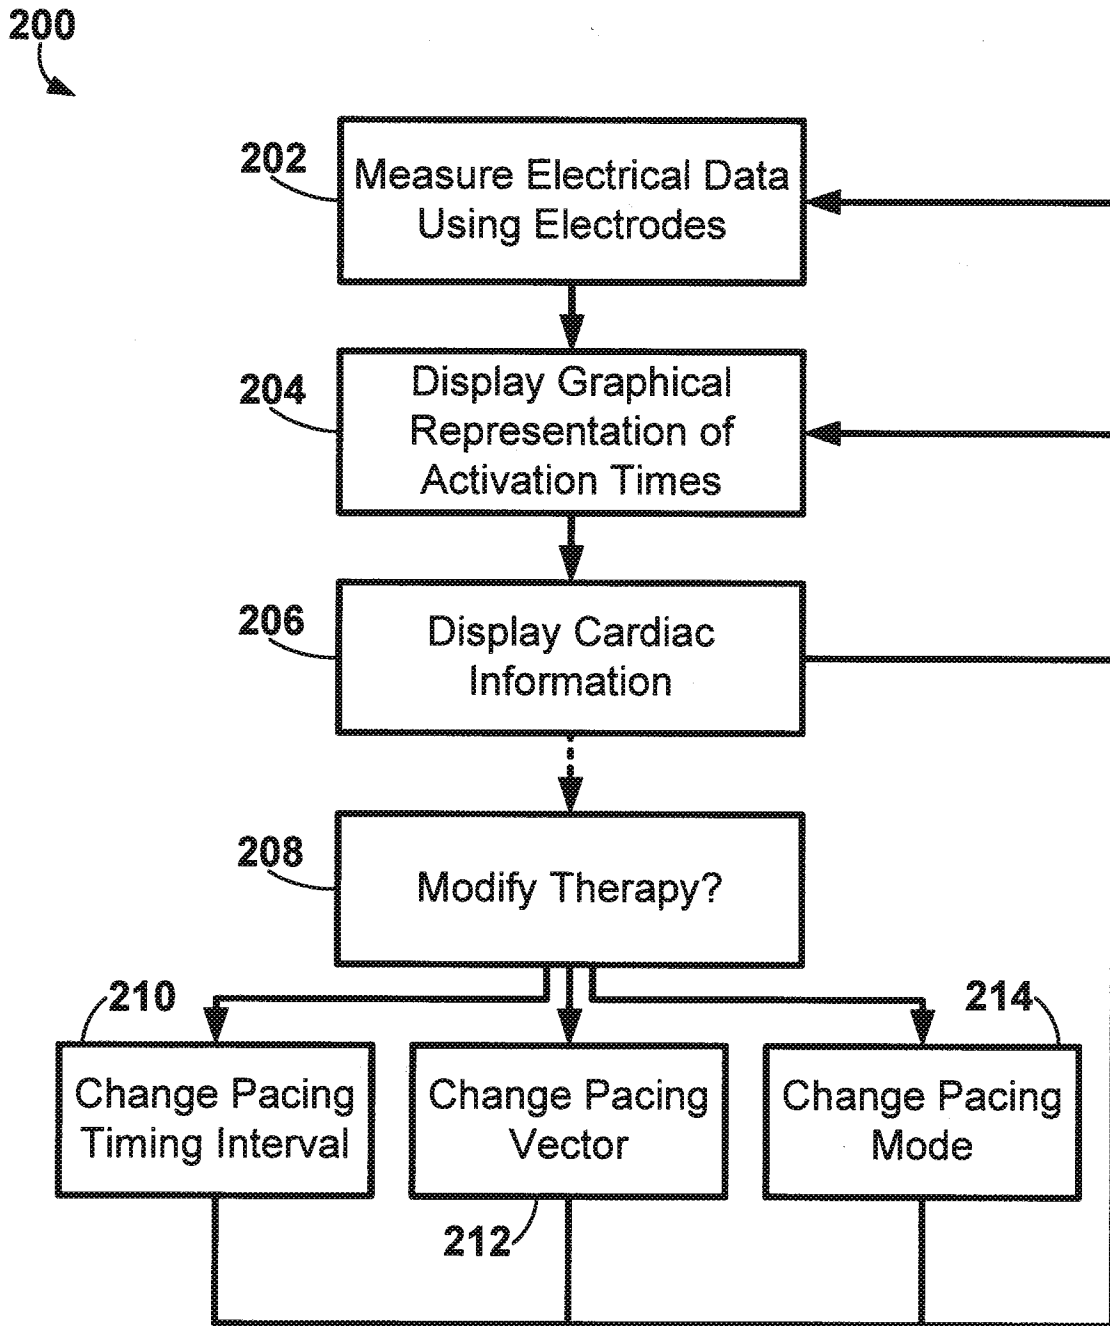 200
202
Measure Electrical Data
Using Electrodes
204
Display Graphical
Representation of
Activation Times
206
Display Cardiac
Information
208
Modify Therapy?
210
214
Change Pacing
Timing Interval
Change Pacing
Vector
Change Pacing
Mode
212